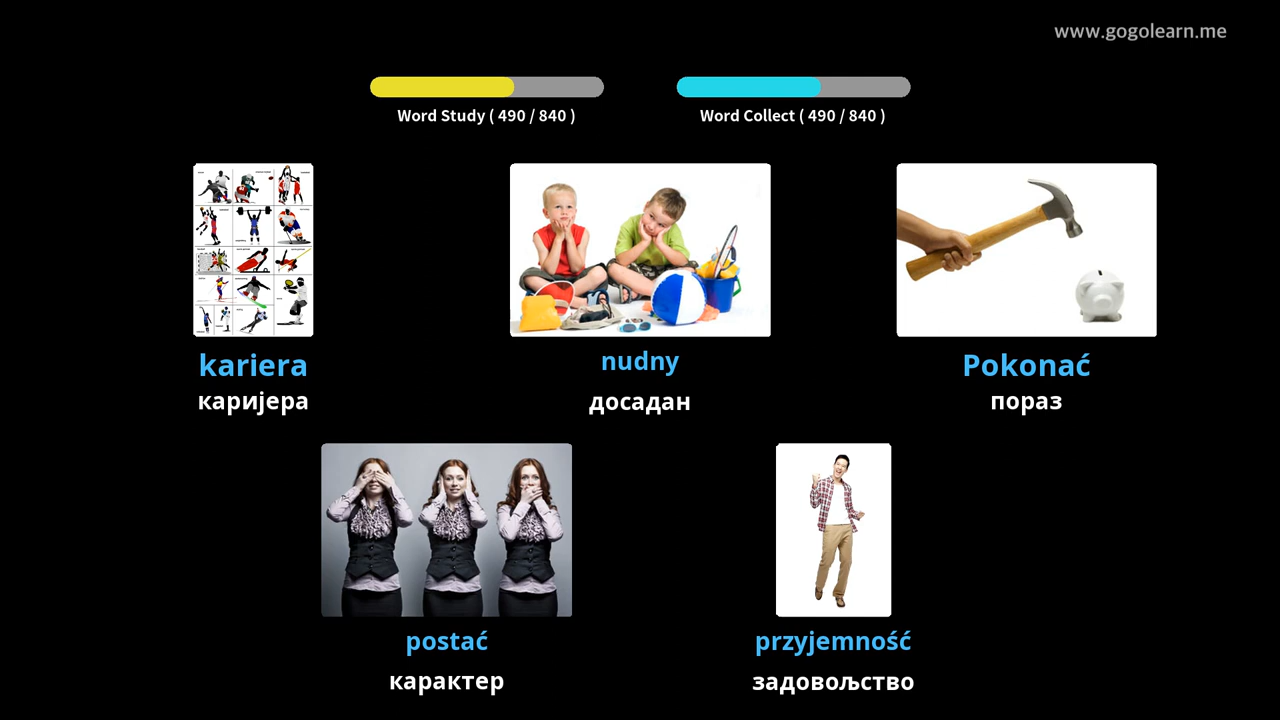 www.gogolearn.me
Word Study ( 490 / 840 )
Word Collect ( 490 / 840 )
kariera
каријера
nudny
досадан
Pokonać
пораз
postać
карактер
przyjemność
задовољство